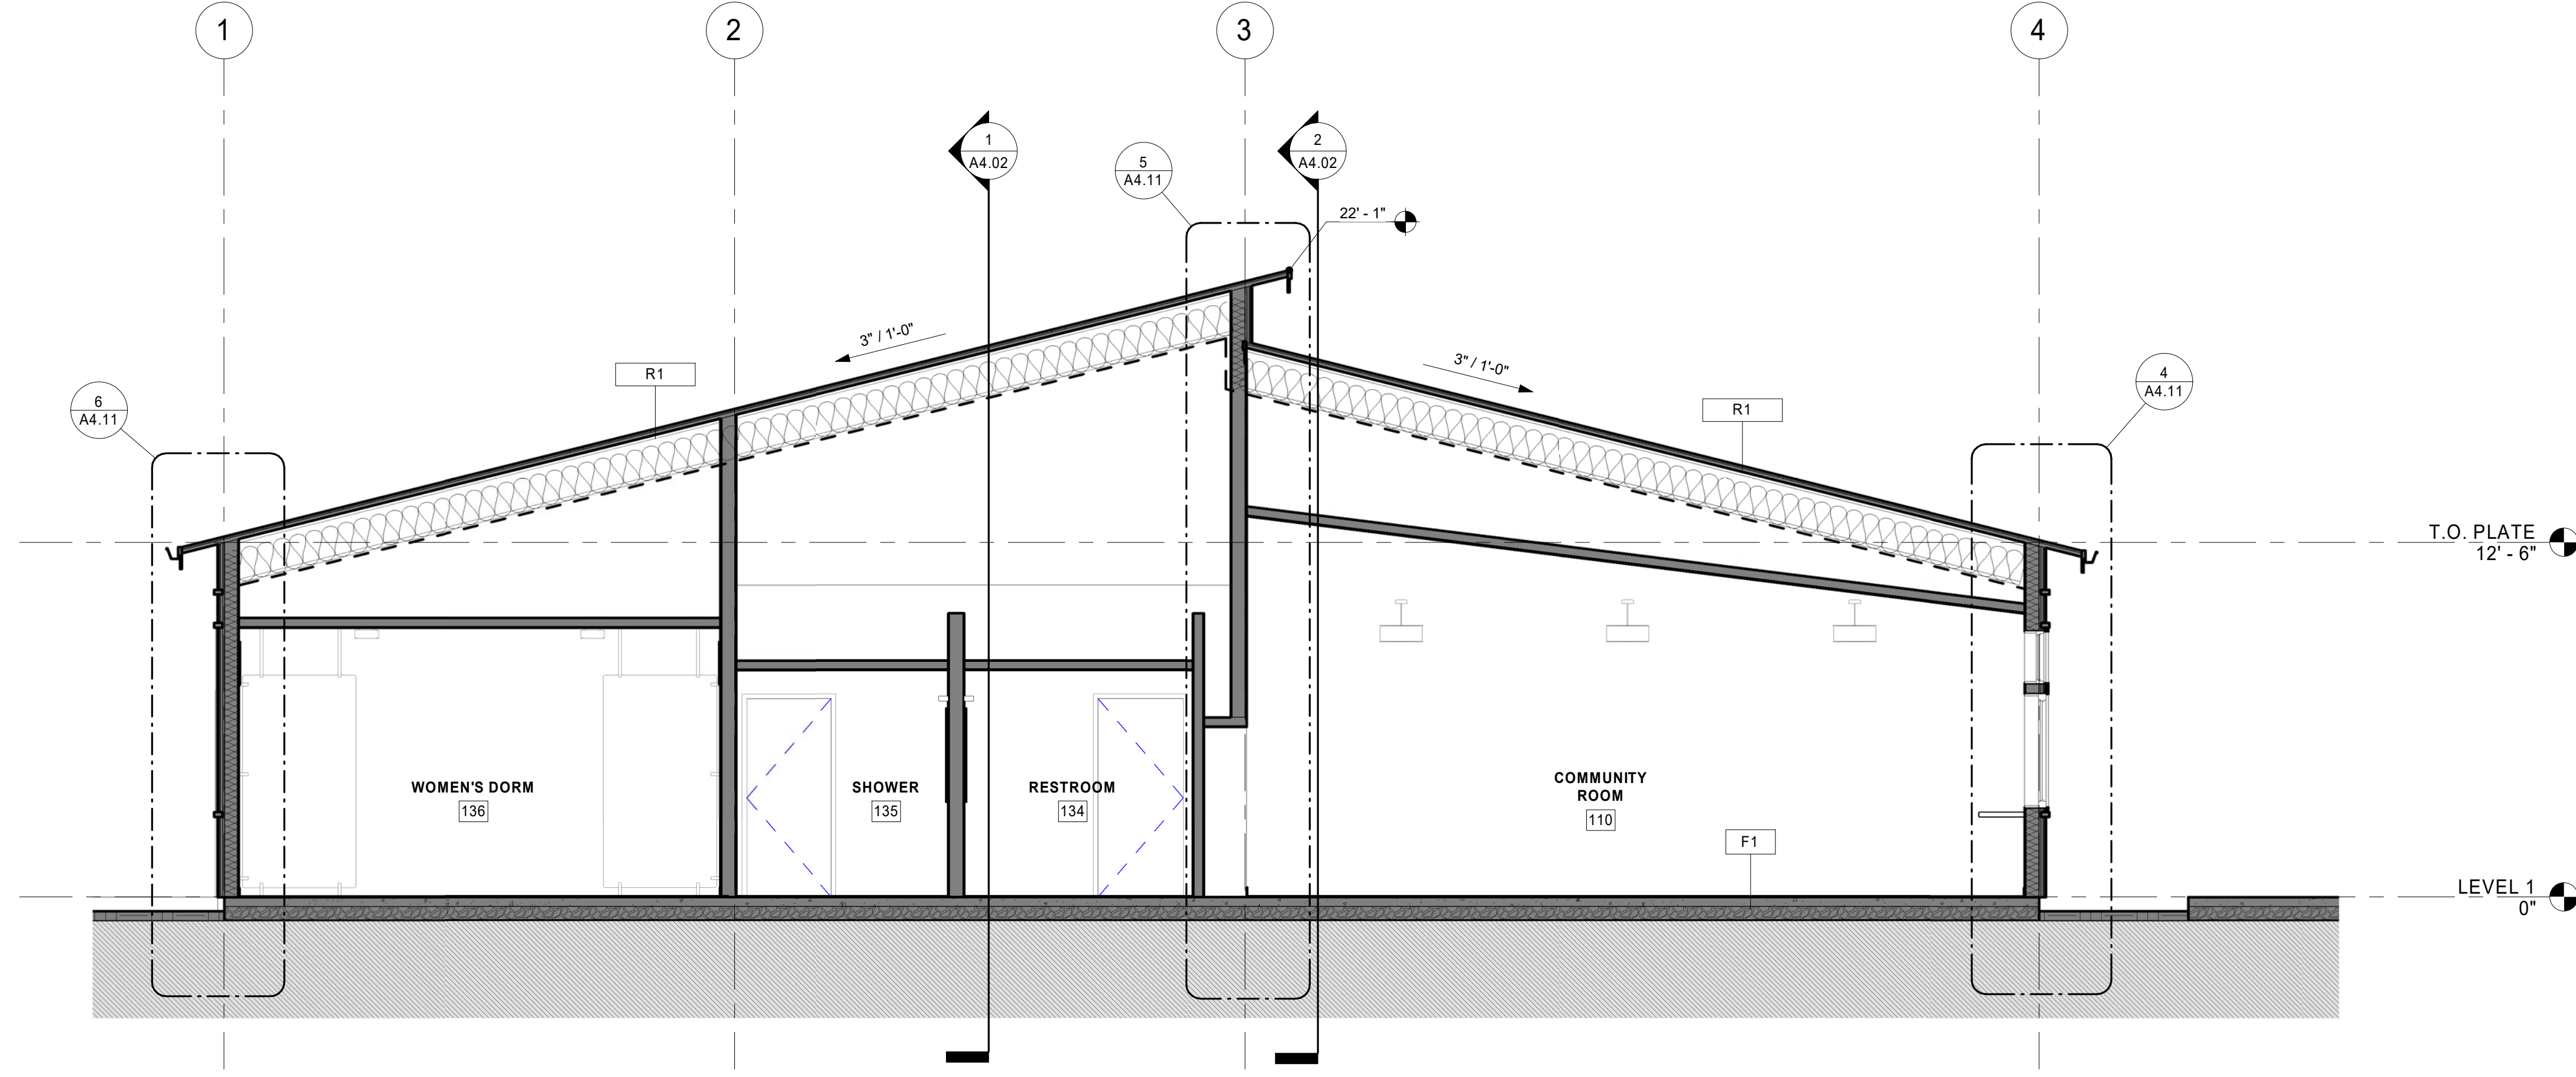 1
2
3
4
1
A4.02
2
A4.02
5
A4.11
22' - 1"
3" / 1'-0"
3" / 1'-0"
R1
R1
6
A4.11
4
A4.11
T.O. PLATE
12' - 6"
WOMEN'S DORM
136
SHOWER
135
RESTROOM
134
COMMUNITY
ROOM
110
F1
LEVEL 1
0"